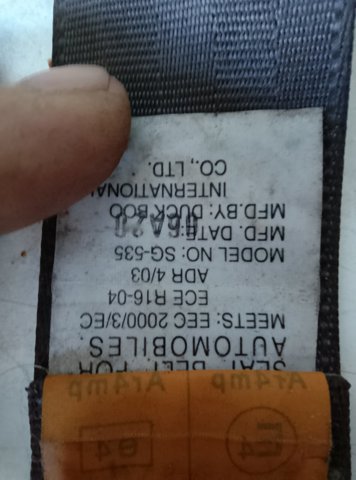 SEAT BELT FOR
AUTOMOBILES
MEETS: EEC 2000/3/EC
ECE R16-04
ADR 4/03
MODEL NO: SG-535
MFD. DATE:
MFD.BY: DUCK BOO
INTERNATIONAL
CO., LTD.